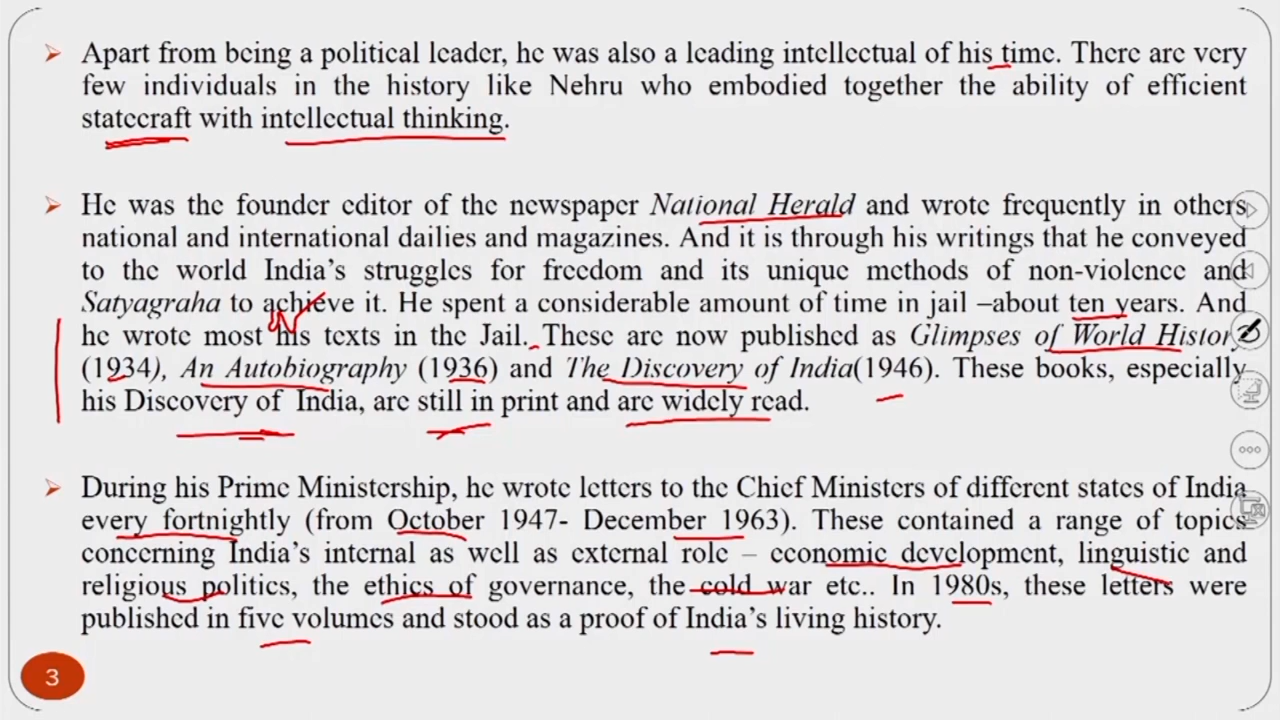 Apart from being a political leader, he was also a leading intellectual of his time. There are very
few individuals in the history like Nehru who embodied together the ability of efficient
statecraft with intellectual thinking.
He was the founder editor of the newspaper National Herald and wrote frequently in others
national and international dailies and magazines. And it is through his writings that he conveyed
to the world India's struggles for freedom and its unique methods of non-violence and
Satyagraha to achieve it. He spent a considerable amount of time in jail –about ten years. And
he wrote most his texts in the Jail. These are now published as Glimpses of World History
(1934), An Autobiography (1936) and The Discovery of India(1946). These books, especially
his Discovery of India, are still in print and are widely read.
During his Prime Ministership, he wrote letters to the Chief Ministers of different states of India
every fortnightly (from October 1947- December 1963). These contained a range of topics
concerning India's internal as well as external role – economic development, linguistic and
religious politics, the ethics of governance, the cold war etc.. In 1980s, these letters were
published in five volumes and stood as a proof of India's living history.
3